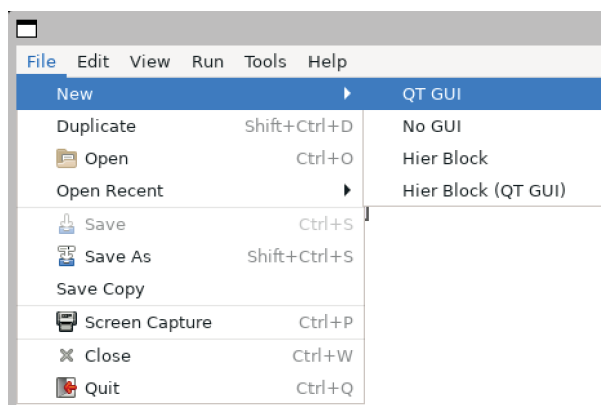 File Edit View Run Tools Help
New QT GUI
Duplicate Shift+Ctrl+D No GUI
Open Ctrl+O Hier Block
Open Recent Hier Block (QT GUI)
Save Ctrl+S
Save As Shift+Ctrl+S
Save Copy
Screen Capture Ctrl+P
Close Ctrl+W
Quit Ctrl+Q